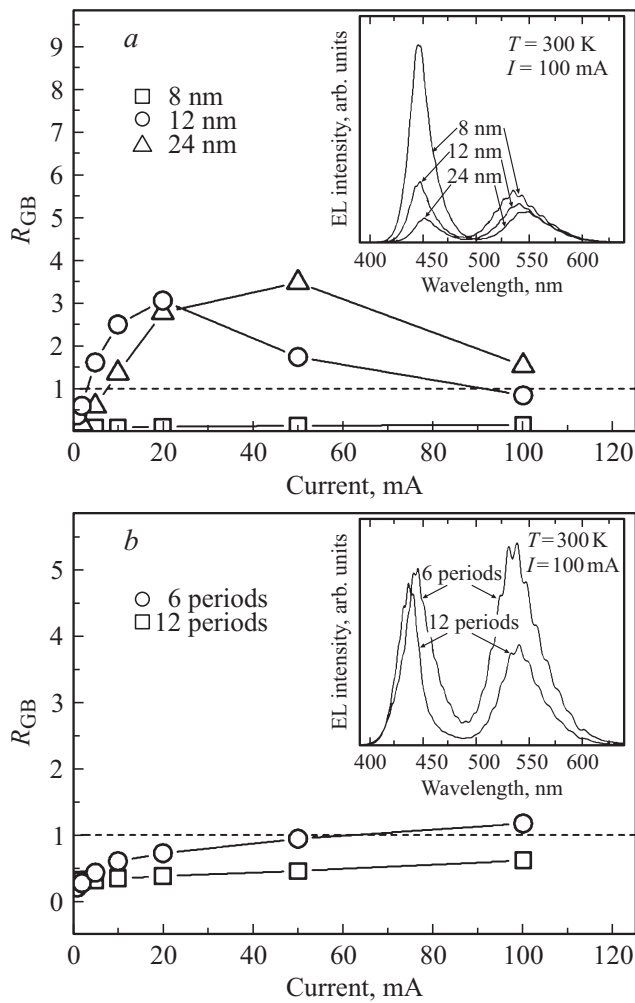 a
8 nm
12 nm
24 nm
R_GB
9
8
7
6
5
4
3
2
1
0 20 40 60 80 100 120
Current, mA
T = 300 K
I = 100 mA
8 nm
12 nm
24 nm
EL intensity, arb. units
400 450 500 550 600
Wavelength, nm
b
6 periods
12 periods
R_GB
5
4
3
2
1
0
0 20 40 60 80 100 120
Current, mA
T = 300 K
I = 100 mA
6 periods
12 periods
EL intensity, arb. units
400 450 500 550 600
Wavelength, nm